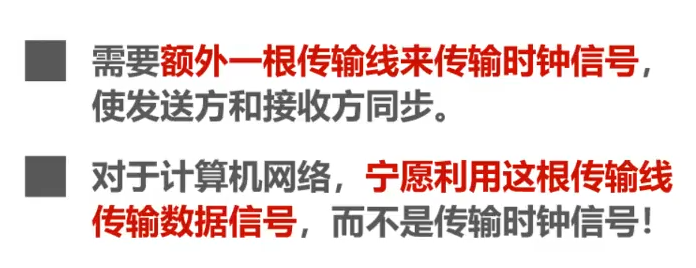 需要额外一根传输线来传输时钟信号，
使发送方和接收方同步。
对于计算机网络，宁愿利用这根传输线
传输数据信号，而不是传输时钟信号！